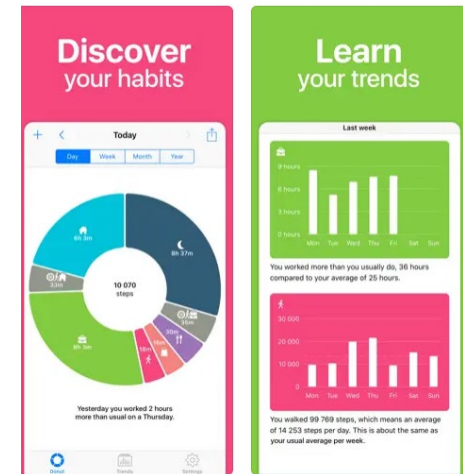 Discover
your habits
Today
Day Week Month Year
6h 3m
8h 37m
33m
35m
30m
16m
18m
8h 3m
10 070
steps
Yesterday you worked 2 hours
more than usual on a Thursday.
Donut Trends Settings
Learn
your trends
Last week
9 hours
6 hours
3 hours
0 hours
Mon Tue Wed Thu Fri Sat Sun
You worked more than you usually do, 36 hours
compared to your average of 25 hours.
30 000
20 000
10 000
0
Mon Tue Wed Thu Fri Sat Sun
You walked 99 769 steps, which means an average
of 14 253 steps per day. This is about the same as
your usual average per week.